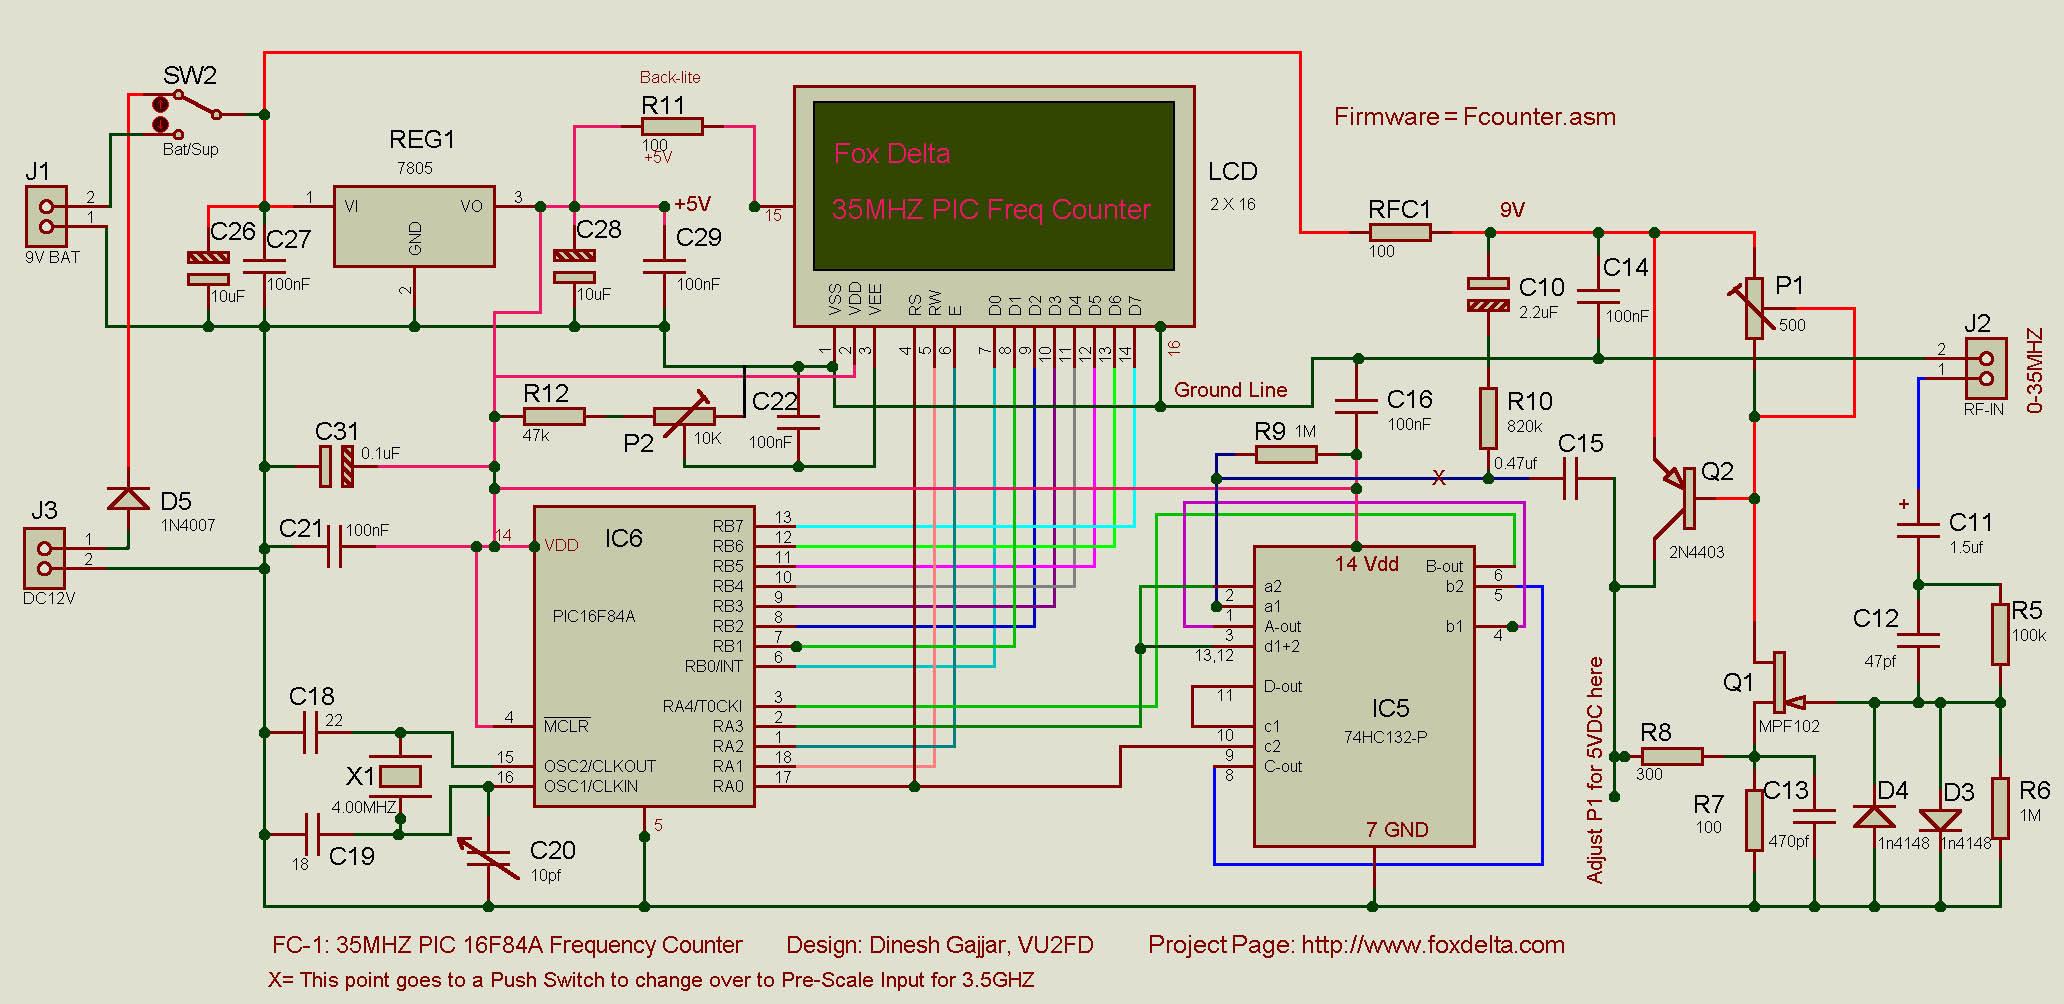 SW2
Bat/Sup
J1
2
1
9V BAT
REG1
7805
1
VI
VO
3
GND
2
C26
10uF
C27
100nF
C28
10uF
C29
100nF
+5V
Back-lite
R11
100
+5V
15
Fox Delta
35MHZ PIC Freq Counter
LCD
2 X 16
VSS
VDD
VEE
RS
RW
E
D0
D1
D2
D3
D4
D5
D6
D7
1
2
3
4
5
6
7
8
9
10
11
12
13
14
16
Firmware = Fcounter.asm
RFC1
100
9V
C10
2.2uF
C14
100nF
P1
500
J2
2
1
RF-IN
0-35MHZ
Ground Line
R12
47k
P2
10K
C22
100nF
C31
0.1uF
C21
100nF
D5
1N4007
J3
1
2
DC12V
C16
100nF
R9
1M
R10
820k
X
0.47uf
C15
Q2
2N4403
+
C11
1.5uf
C12
47pf
R5
100k
14
VDD
IC6
PIC16F84A
RB7
13
RB6
12
RB5
11
RB4
10
RB3
9
RB2
8
RB1
7
RB0/INT
6
RA4/T0CKI
3
RA3
2
RA2
1
RA1
18
RA0
17
4
MCLR
15
OSC2/CLKOUT
16
OSC1/CLKIN
5
14 Vdd
a2
2
a1
1
A-out
3
d1+2
13,12
D-out
11
c1
10
c2
9
C-out
8
B-out
6
b2
5
b1
4
IC5
74HC132-P
7 GND
C18
22
X1
4.00MHZ
C19
18
C20
10pf
Adjust P1 for 5VDC here
Q1
MPF102
R8
300
R7
100
C13
470pf
D4
1n4148
D3
1n4148
R6
1M
FC-1: 35MHZ PIC 16F84A Frequency Counter
Design: Dinesh Gajjar, VU2FD
Project Page: http://www.foxdelta.com
X= This point goes to a Push Switch to change over to Pre-Scale Input for 3.5GHZ